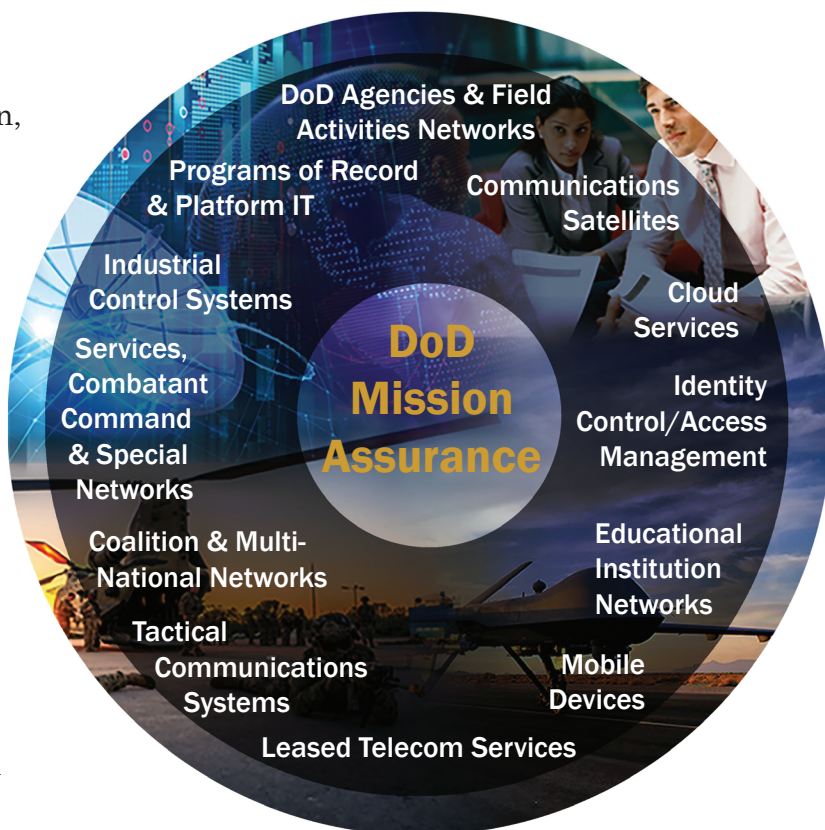 n,
DoD Agencies & Field
Activities Networks
Programs of Record
& Platform IT
Communications
Satellites
Industrial
Control Systems
Cloud
Services
DoD
Mission
Assurance
Services,
Combatant
Command
& Special
Networks
Identity
Control/Access
Management
Coalition & Multi-
National Networks
Educational
Institution
Networks
Tactical
Communications
Systems
Mobile
Devices
Leased Telecom Services